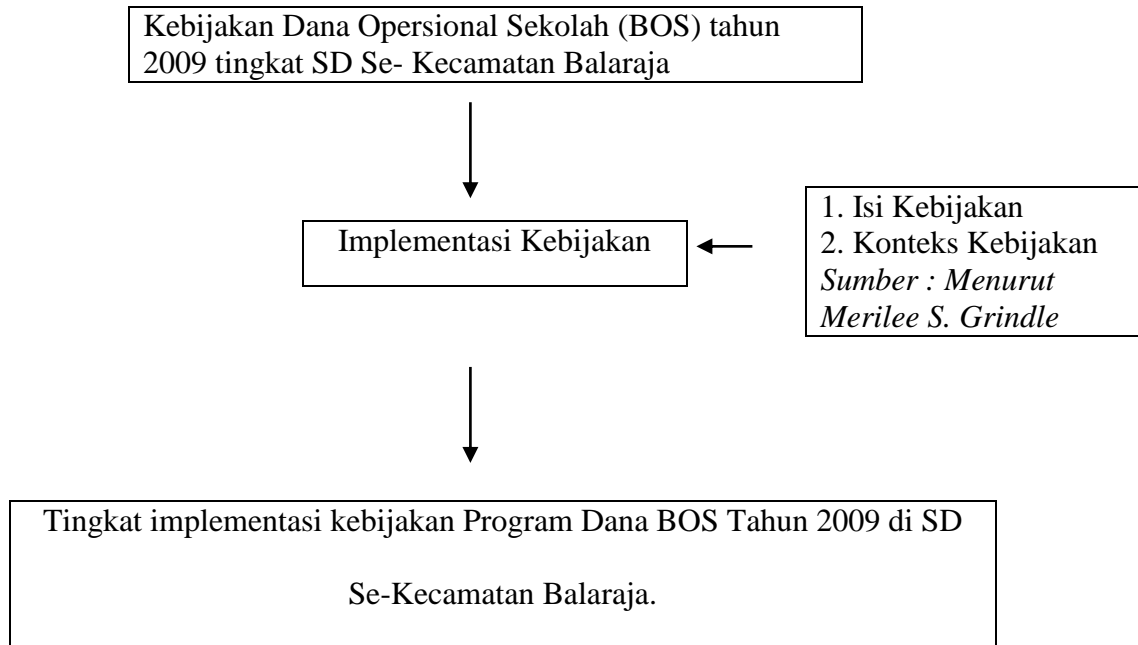 Kebijakan Dana Opersional Sekolah (BOS) tahun
2009 tingkat SD Se- Kecamatan Balaraja
Implementasi Kebijakan
1. Isi Kebijakan
2. Konteks Kebijakan
Sumber : Menurut
Merilee S. Grindle
Tingkat implementasi kebijakan Program Dana BOS Tahun 2009 di SD
Se-Kecamatan Balaraja.